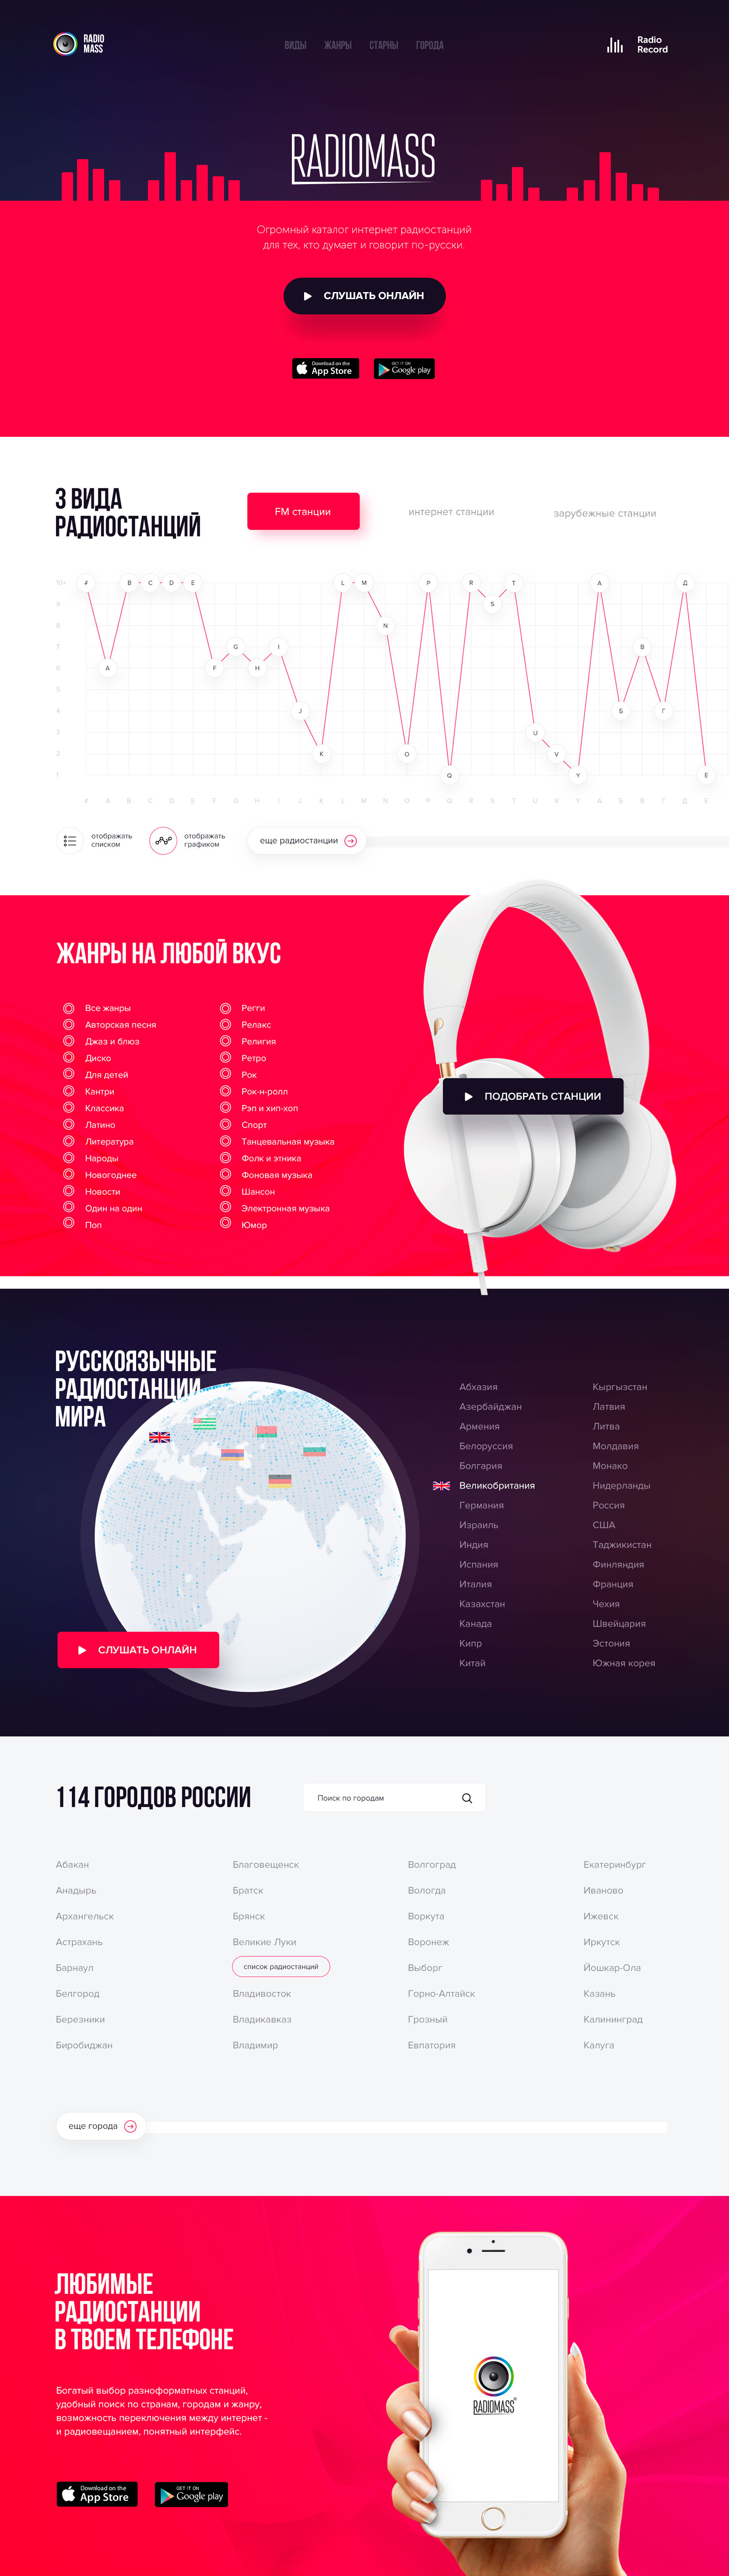 RADIO
MASS
ВИДЫ
ЖАНРЫ
СТАРНЫ
ГОРОДА
Radio
Record
RADIOMASS
Огромный каталог интернет радиостанций
для тех, кто думает и говорит по-русски.
СЛУШАТЬ ОНЛАЙН
Download on the
App Store
GET IT ON
Google play
3 ВИДА
РАДИОСТАНЦИЙ
FM станции
интернет станции
зарубежные станции
10+
9
8
7
6
5
4
3
2
1
# A B C D E F G H I J K L M N O P Q R S T U V Y А Б В Г Д Е
# A B C D E F G H I J K L M N O P Q R S T U V Y А Б В Г Д Е
отображать
списком
отображать
графиком
еще радиостанции
ЖАНРЫ НА ЛЮБОЙ ВКУС
Все жанры
Авторская песня
Джаз и блюз
Диско
Для детей
Кантри
Классика
Латино
Литература
Народы
Новогоднее
Новости
Один на один
Поп
Регги
Релакс
Религия
Ретро
Рок
Рок-н-ролл
Рэп и хип-хоп
Спорт
Танцевальная музыка
Фолк и этника
Фоновая музыка
Шансон
Электронная музыка
Юмор
ПОДОБРАТЬ СТАНЦИИ
РУССКОЯЗЫЧНЫЕ
РАДИОСТАНЦИИ
МИРА
СЛУШАТЬ ОНЛАЙН
Абхазия
Азербайджан
Армения
Белоруссия
Болгария
Великобритания
Германия
Израиль
Индия
Испания
Италия
Казахстан
Канада
Кипр
Китай
Кыргызстан
Латвия
Литва
Молдавия
Монако
Нидерланды
Россия
США
Таджикистан
Финляндия
Франция
Чехия
Швейцария
Эстония
Южная корея
114 ГОРОДОВ РОССИИ
Поиск по городам
Абакан
Анадырь
Архангельск
Астрахань
Барнаул
Белгород
Березники
Биробиджан
Благовещенск
Братск
Брянск
Великие Луки
список радиостанций
Владивосток
Владикавказ
Владимир
Волгоград
Вологда
Воркута
Воронеж
Выборг
Горно-Алтайск
Грозный
Евпатория
Екатеринбург
Иваново
Ижевск
Иркутск
Йошкар-Ола
Казань
Калининград
Калуга
еще города
ЛЮБИМЫЕ
РАДИОСТАНЦИИ
В ТВОЕМ ТЕЛЕФОНЕ
Богатый выбор разноформатных станций,
удобный поиск по странам, городам и жанру,
возможность переключения между интернет -
и радиовещанием, понятный интерфейс.
Download on the
App Store
GET IT ON
Google play
RADIOMASS